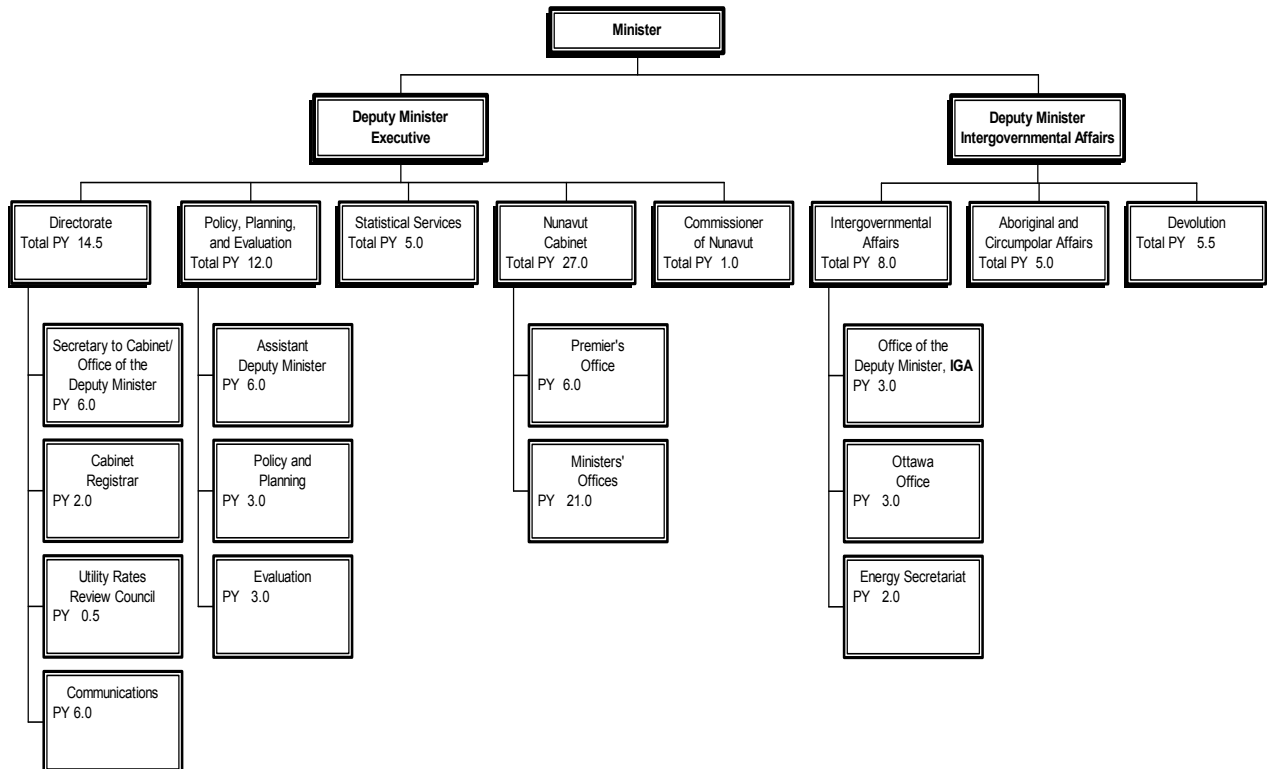 Minister
Deputy Minister
Executive
Deputy Minister
Intergovernmental Affairs
Directorate
Total PY 14.5
Policy, Planning,
and Evaluation
Total PY 12.0
Statistical Services
Total PY 5.0
Nunavut
Cabinet
Total PY 27.0
Commissioner
of Nunavut
Total PY 1.0
Intergovernmental
Affairs
Total PY 8.0
Aboriginal and
Circumpolar Affairs
Total PY 5.0
Devolution
Total PY 5.5
Secretary to Cabinet/
Office of the
Deputy Minister
PY 6.0
Assistant
Deputy Minister
PY 6.0
Premier's
Office
PY 6.0
Office of the
Deputy Minister, IGA
PY 3.0
Cabinet
Registrar
PY 2.0
Policy and
Planning
PY 3.0
Ministers'
Offices
PY 21.0
Ottawa
Office
PY 3.0
Utility Rates
Review Council
PY 0.5
Evaluation
PY 3.0
Energy Secretariat
PY 2.0
Communications
PY 6.0